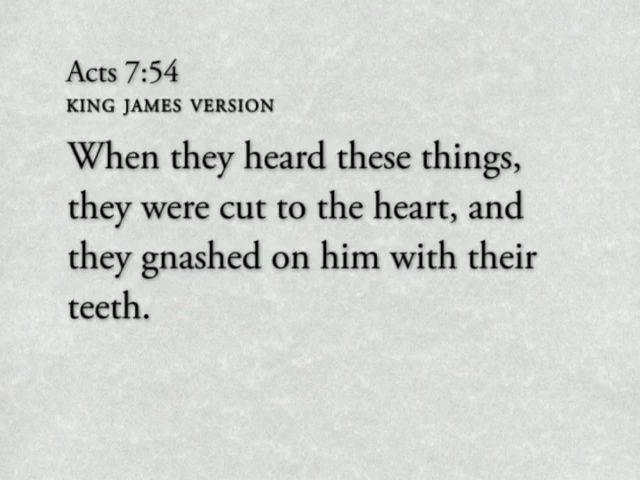 Acts 7:54
KING JAMES VERSION
When they heard these things,
they were cut to the heart, and
they gnashed on him with their
teeth.